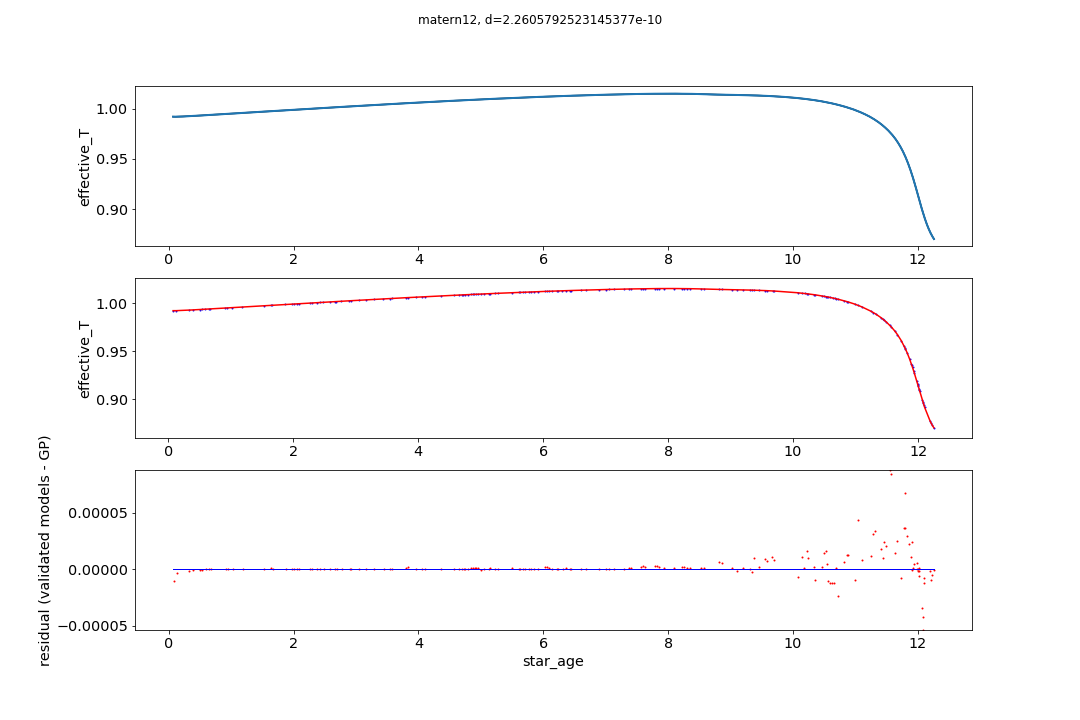 matern12, d=2.2605792523145377e-10
effective_T
1.00
0.95
0.90
0 2 4 6 8 10 12
effective_T
1.00
0.95
0.90
0 2 4 6 8 10 12
residual (validated models - GP)
0.00005
0.00000
−0.00005
0 2 4 6 8 10 12
star_age